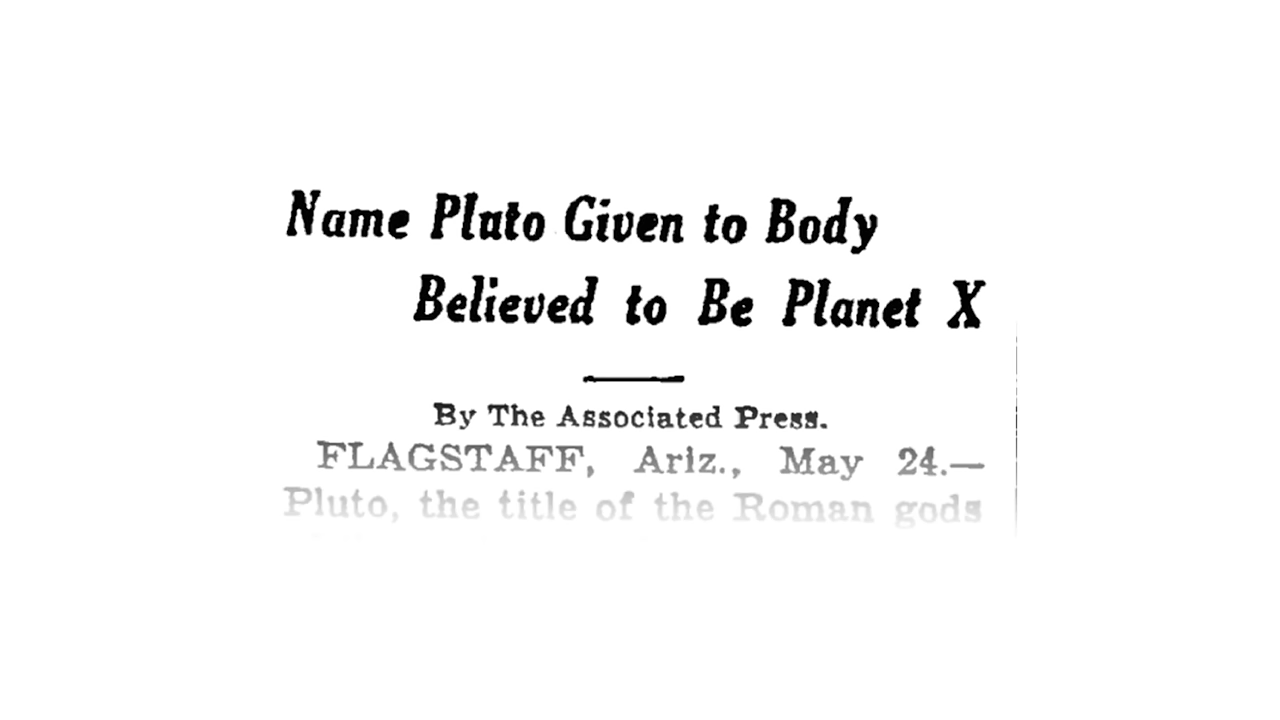 Name Pluto Given to Body
Believed to Be Planet X
By The Associated Press.
FLAGSTAFF, Ariz., May 24.—
Pluto, the title of the Roman gods